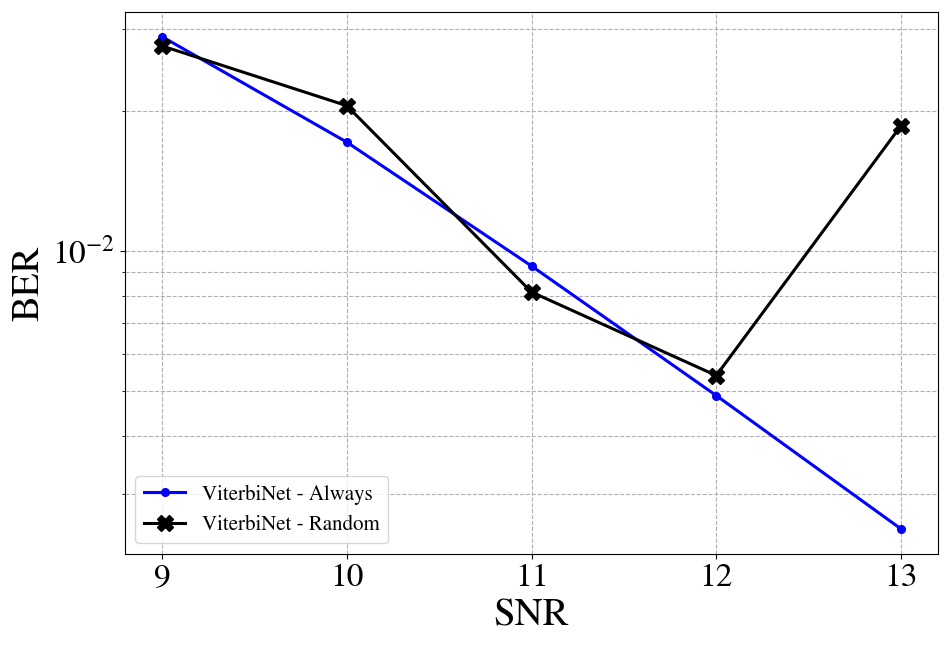 BER
10⁻²
ViterbiNet - Always
ViterbiNet - Random
9 10 11 12 13
SNR